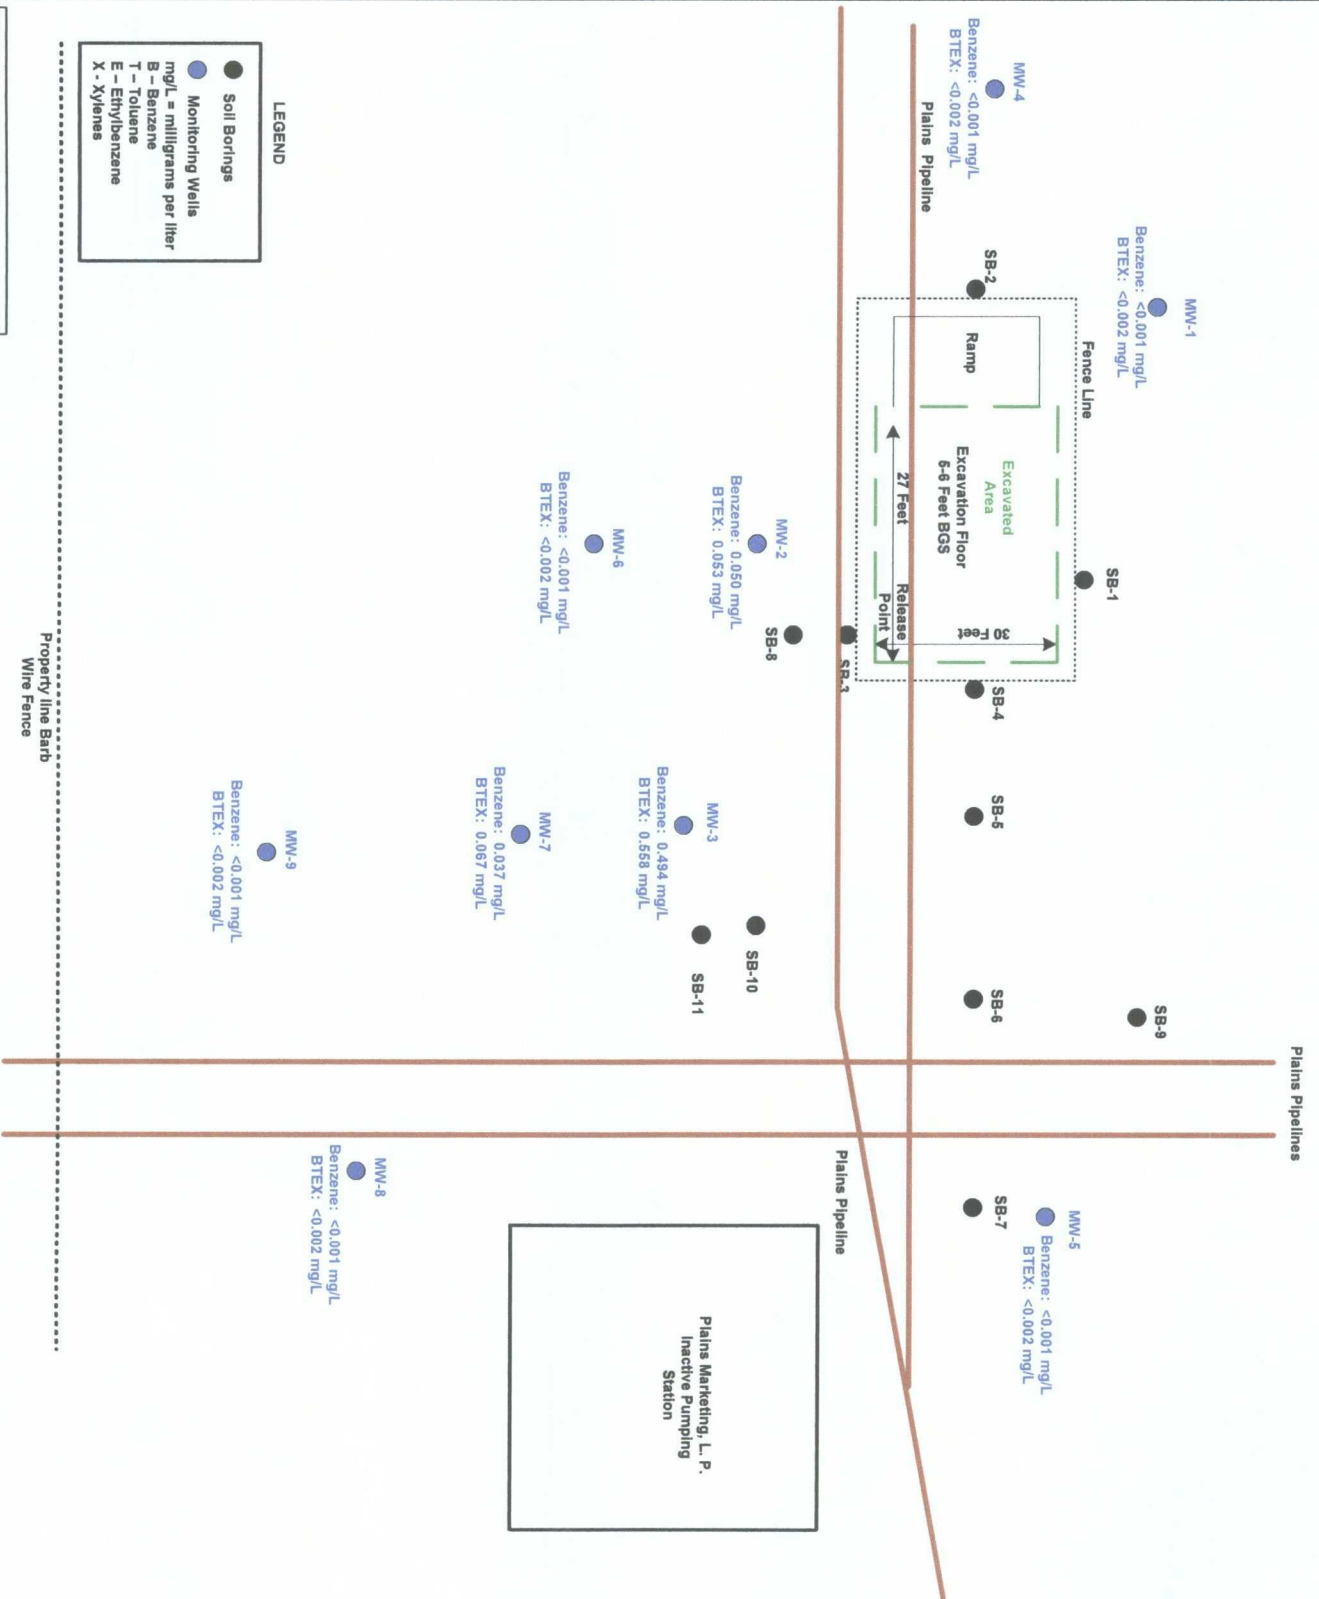 MW-4
Benzene: <0.001 mg/L
BTEX: <0.002 mg/L
MW-1
Benzene: <0.001 mg/L
BTEX: <0.002 mg/L
Plains Pipeline
SB-2
Fence Line
Ramp
Excavated
Area
Excavation Floor
5-6 Feet BGS
27 Feet
Release
Point
30 Feet
SB-1
SB-3
SB-4
SB-5
SB-6
SB-9
Plains Pipelines
SB-7
MW-5
Benzene: <0.001 mg/L
BTEX: <0.002 mg/L
MW-2
Benzene: 0.050 mg/L
BTEX: 0.053 mg/L
SB-8
MW-6
Benzene: <0.001 mg/L
BTEX: <0.002 mg/L
MW-3
Benzene: 0.494 mg/L
BTEX: 0.558 mg/L
SB-10
SB-11
MW-7
Benzene: 0.037 mg/L
BTEX: 0.067 mg/L
Plains Pipeline
Plains Marketing, L. P.
Inactive Pumping
Station
MW-8
Benzene: <0.001 mg/L
BTEX: <0.002 mg/L
MW-9
Benzene: <0.001 mg/L
BTEX: <0.002 mg/L
LEGEND
Soil Borings
Monitoring Wells
mg/L = milligrams per liter
B – Benzene
T – Toluene
E – Ethylbenzene
X - Xylenes
Property line Barb
Wire Fence